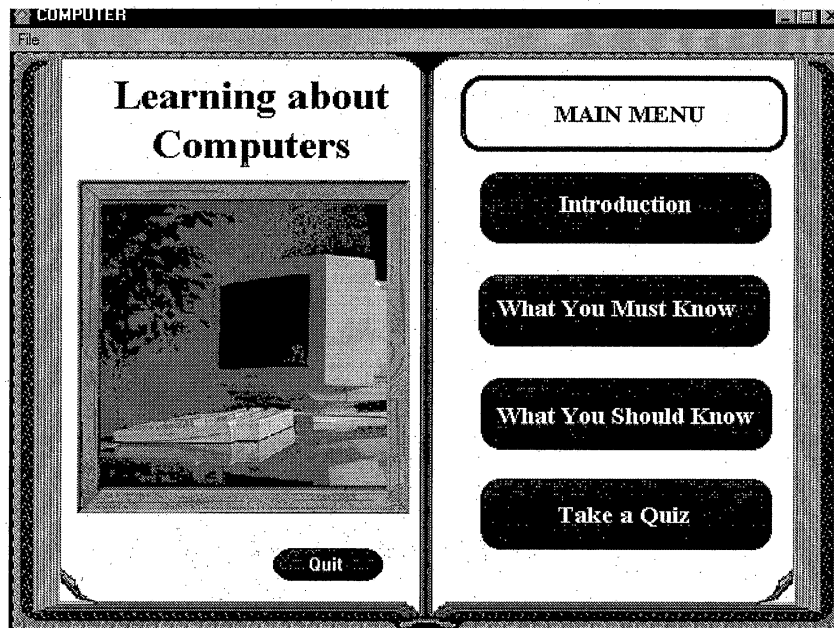 COMPUTER
File
Learning about
Computers
Quit
MAIN MENU
Introduction
What You Must Know
What You Should Know
Take a Quiz